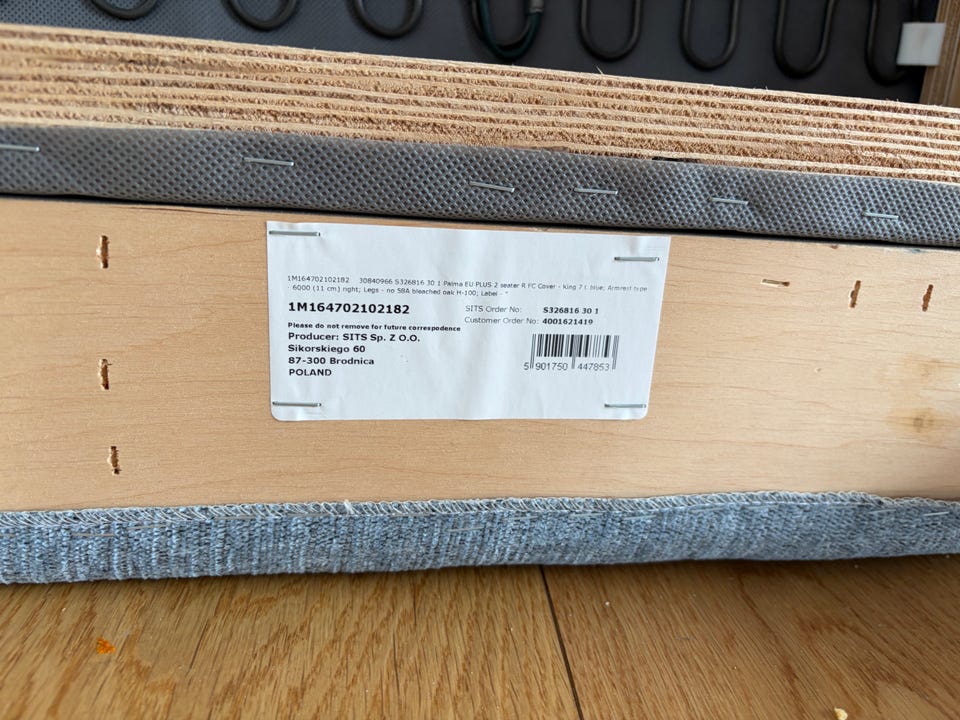 1M164702102182 30840966 S326816 30 1 Palma EU PLUS 2 seater R FC Cover - King 7 l. blue; Armrest type
- 6000 (11 cm) right; Legs - no 58A bleached oak H-100; Label - *
1M164702102182
Please do not remove for future correspodence
Producer: SITS Sp. Z O.O.
Sikorskiego 60
87-300 Brodnica
POLAND
SITS Order No: S326816 30 1
Customer Order No: 4001621419
5 901750 447853